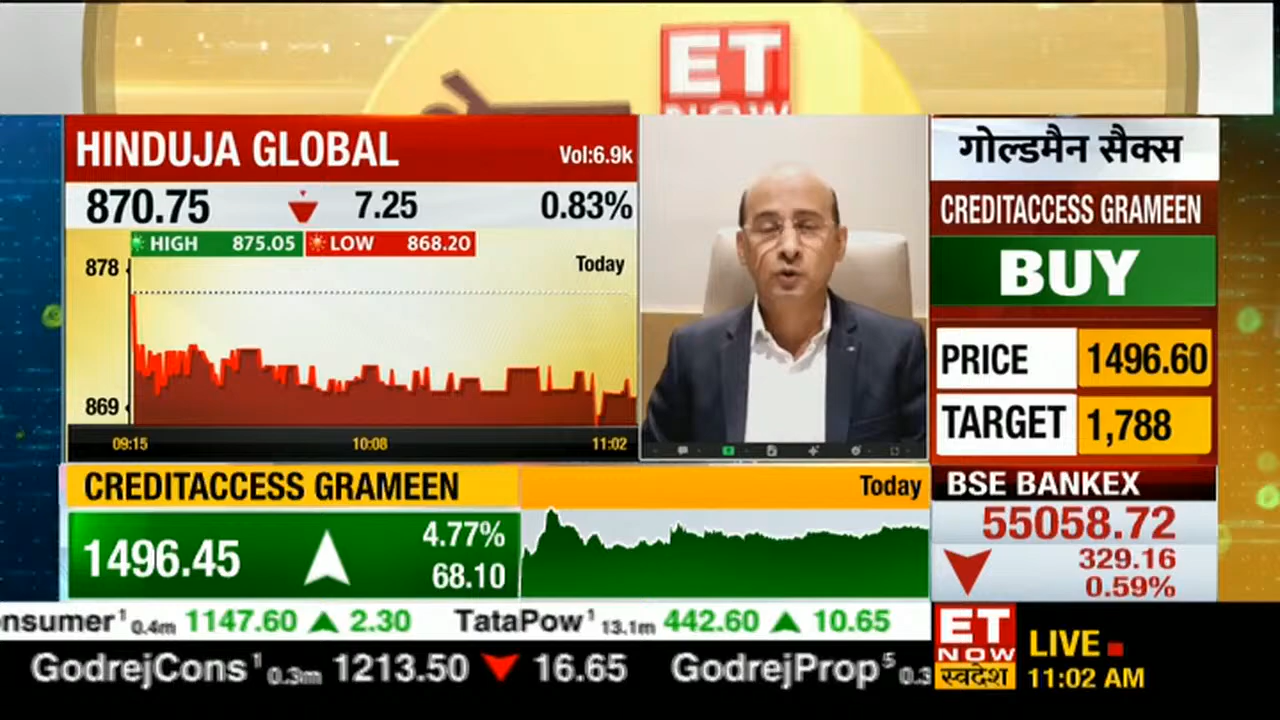 ET
NOW
HINDUJA GLOBAL Vol:6.9k
870.75 7.25 0.83%
HIGH 875.05 LOW 868.20
Today
878
869
09:15 10:08 11:02
गोल्डमैन सैक्स
CREDITACCESS GRAMEEN
BUY
PRICE 1496.60
TARGET 1,788
CREDITACCESS GRAMEEN Today
1496.45 4.77%
68.10
BSE BANKEX
55058.72
329.16
0.59%
nsumer¹ 0.4m 1147.60 2.30 TataPow¹ 13.1m 442.60 10.65
GodrejCons¹ 0.3m 1213.50 16.65 GodrejProp⁵ 0.3
ET
NOW
स्वदेश
LIVE
11:02 AM